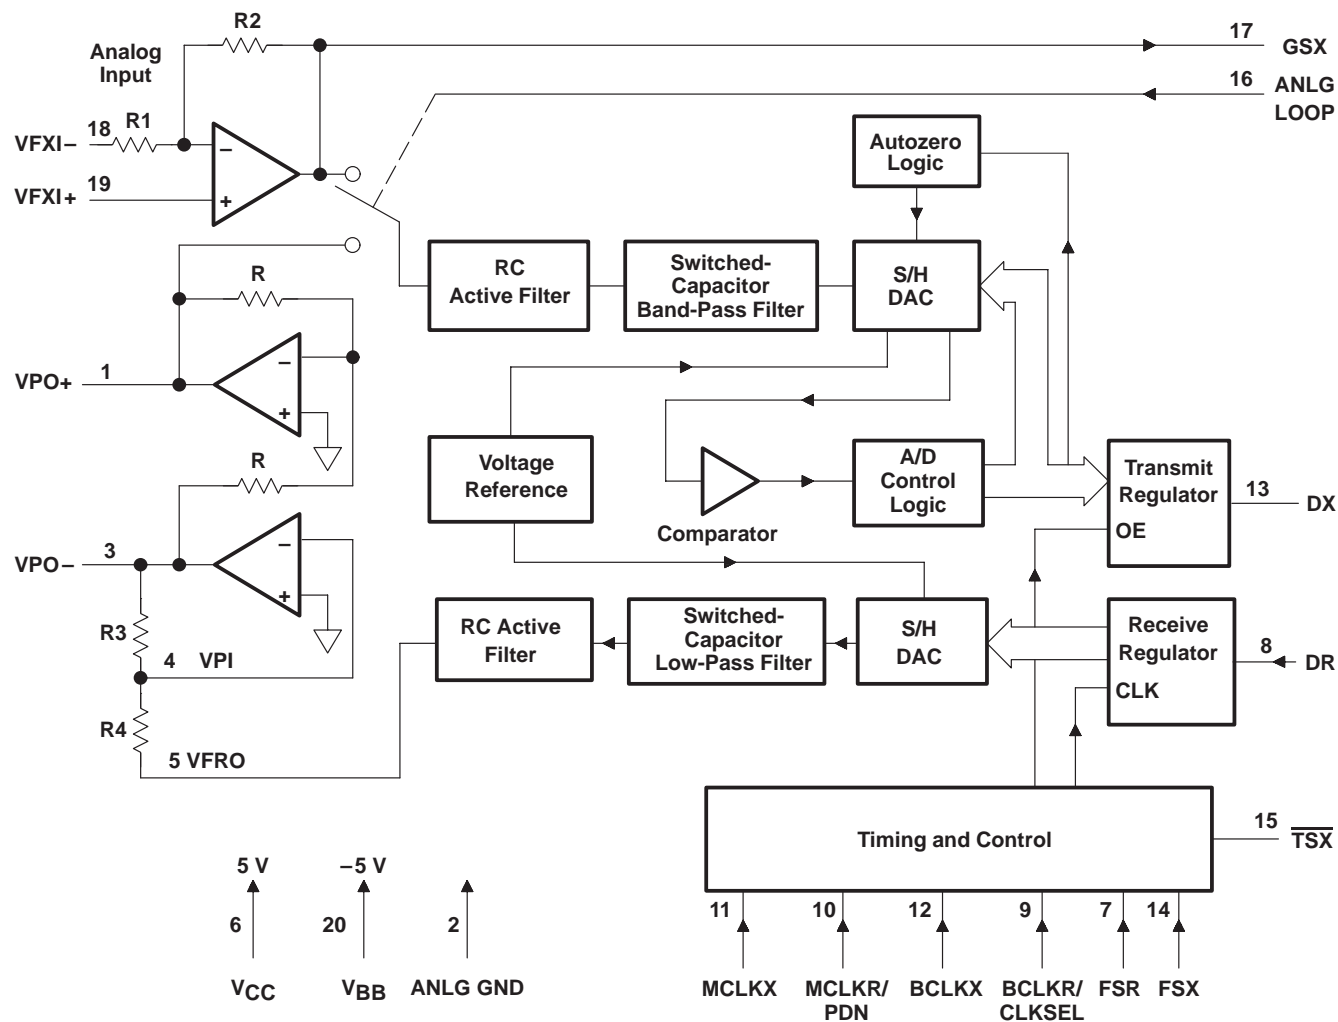 R2
17
GSX
Analog
Input
16
ANLG
LOOP
18
R1
VFXI−
−
Autozero
Logic
19
VFXI+
+
RC
Active Filter
Switched-
Capacitor
Band-Pass Filter
S/H
DAC
R
−
1
VPO+
+
Voltage
Reference
Comparator
A/D
Control
Logic
Transmit
Regulator
OE
13
DX
R
3
VPO−
−
+
R3
4
VPI
R4
5 VFRO
RC Active
Filter
Switched-
Capacitor
Low-Pass Filter
S/H
DAC
Receive
Regulator
CLK
8
DR
Timing and Control
15
TSX
5 V
−5 V
6
20
2
VCC
VBB
ANLG GND
11
10
12
9
7
14
MCLKX
MCLKR/
PDN
BCLKX
BCLKR/
CLKSEL
FSR
FSX